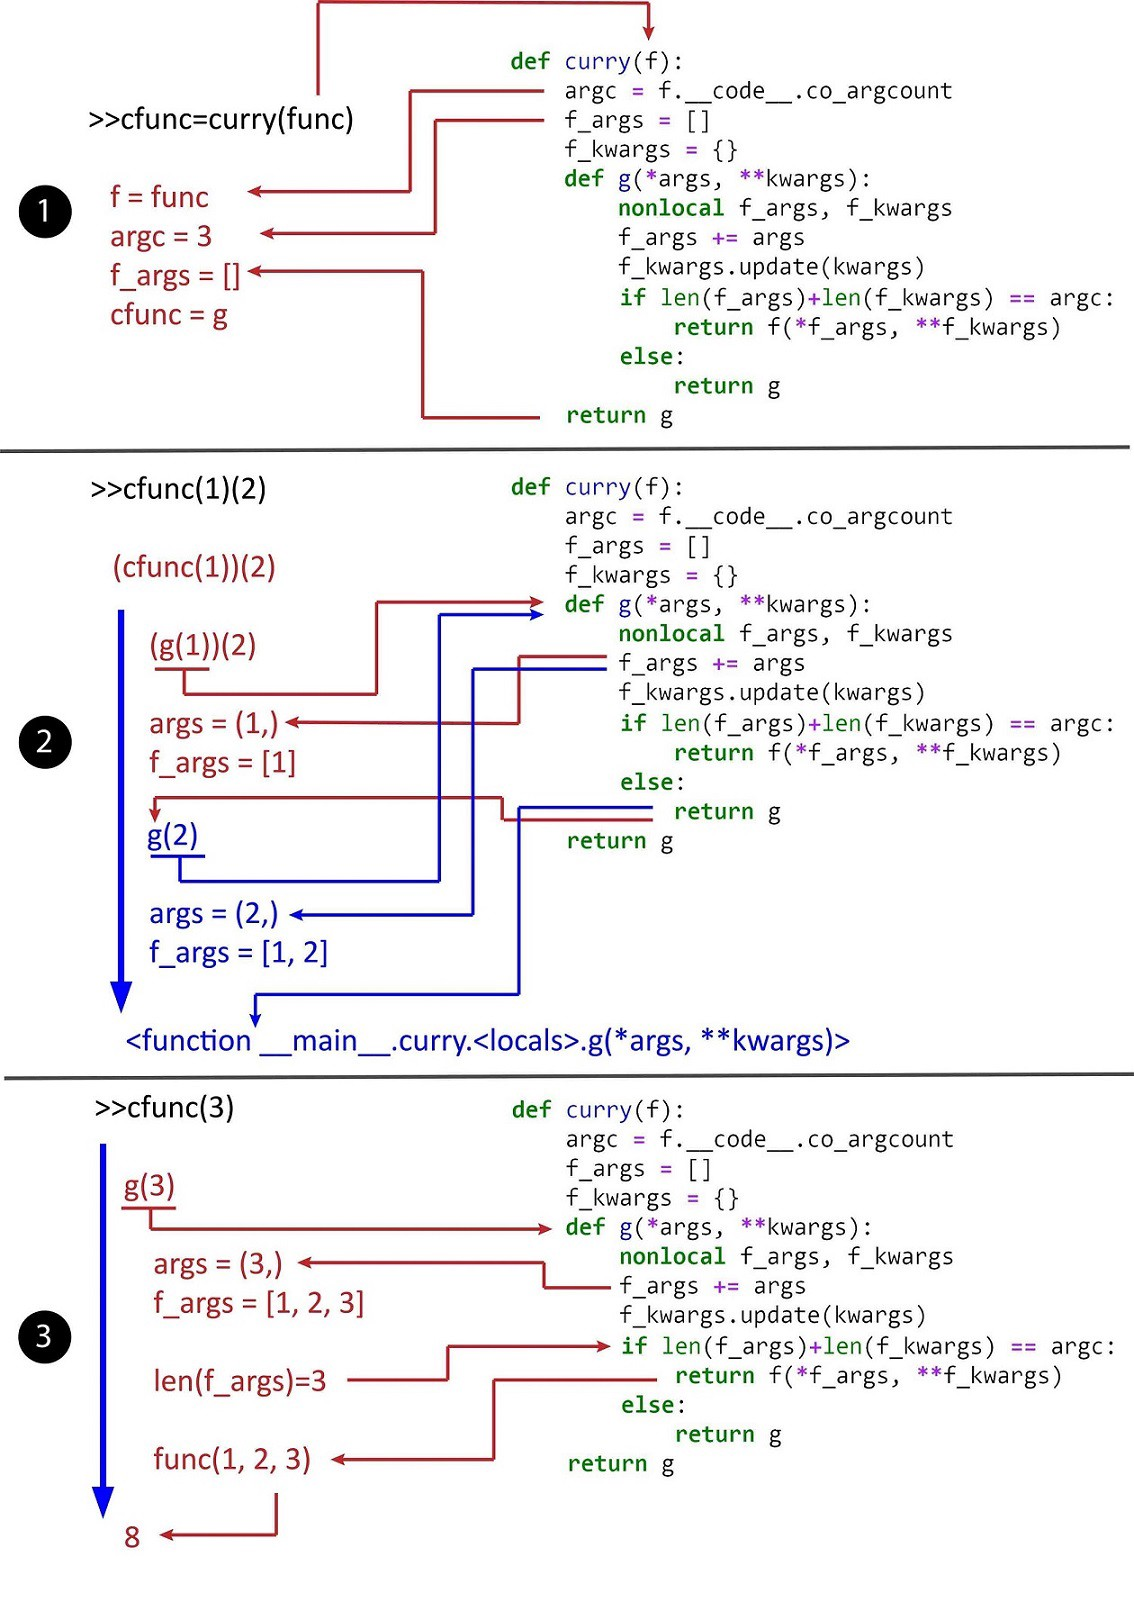 >>cfunc=curry(func)
1
f = func
argc = 3
f_args = []
cfunc = g
def curry(f):
argc = f.__code__.co_argcount
f_args = []
f_kwargs = {}
def g(*args, **kwargs):
nonlocal f_args, f_kwargs
f_args += args
f_kwargs.update(kwargs)
if len(f_args)+len(f_kwargs) == argc:
return f(*f_args, **f_kwargs)
else:
return g
return g
>>cfunc(1)(2)
(cfunc(1))(2)
2
(g(1))(2)
args = (1,)
f_args = [1]
g(2)
args = (2,)
f_args = [1, 2]
<function __main__.curry.<locals>.g(*args, **kwargs)>
def curry(f):
argc = f.__code__.co_argcount
f_args = []
f_kwargs = {}
def g(*args, **kwargs):
nonlocal f_args, f_kwargs
f_args += args
f_kwargs.update(kwargs)
if len(f_args)+len(f_kwargs) == argc:
return f(*f_args, **f_kwargs)
else:
return g
return g
>>cfunc(3)
3
g(3)
args = (3,)
f_args = [1, 2, 3]
len(f_args)=3
func(1, 2, 3)
8
def curry(f):
argc = f.__code__.co_argcount
f_args = []
f_kwargs = {}
def g(*args, **kwargs):
nonlocal f_args, f_kwargs
f_args += args
f_kwargs.update(kwargs)
if len(f_args)+len(f_kwargs) == argc:
return f(*f_args, **f_kwargs)
else:
return g
return g